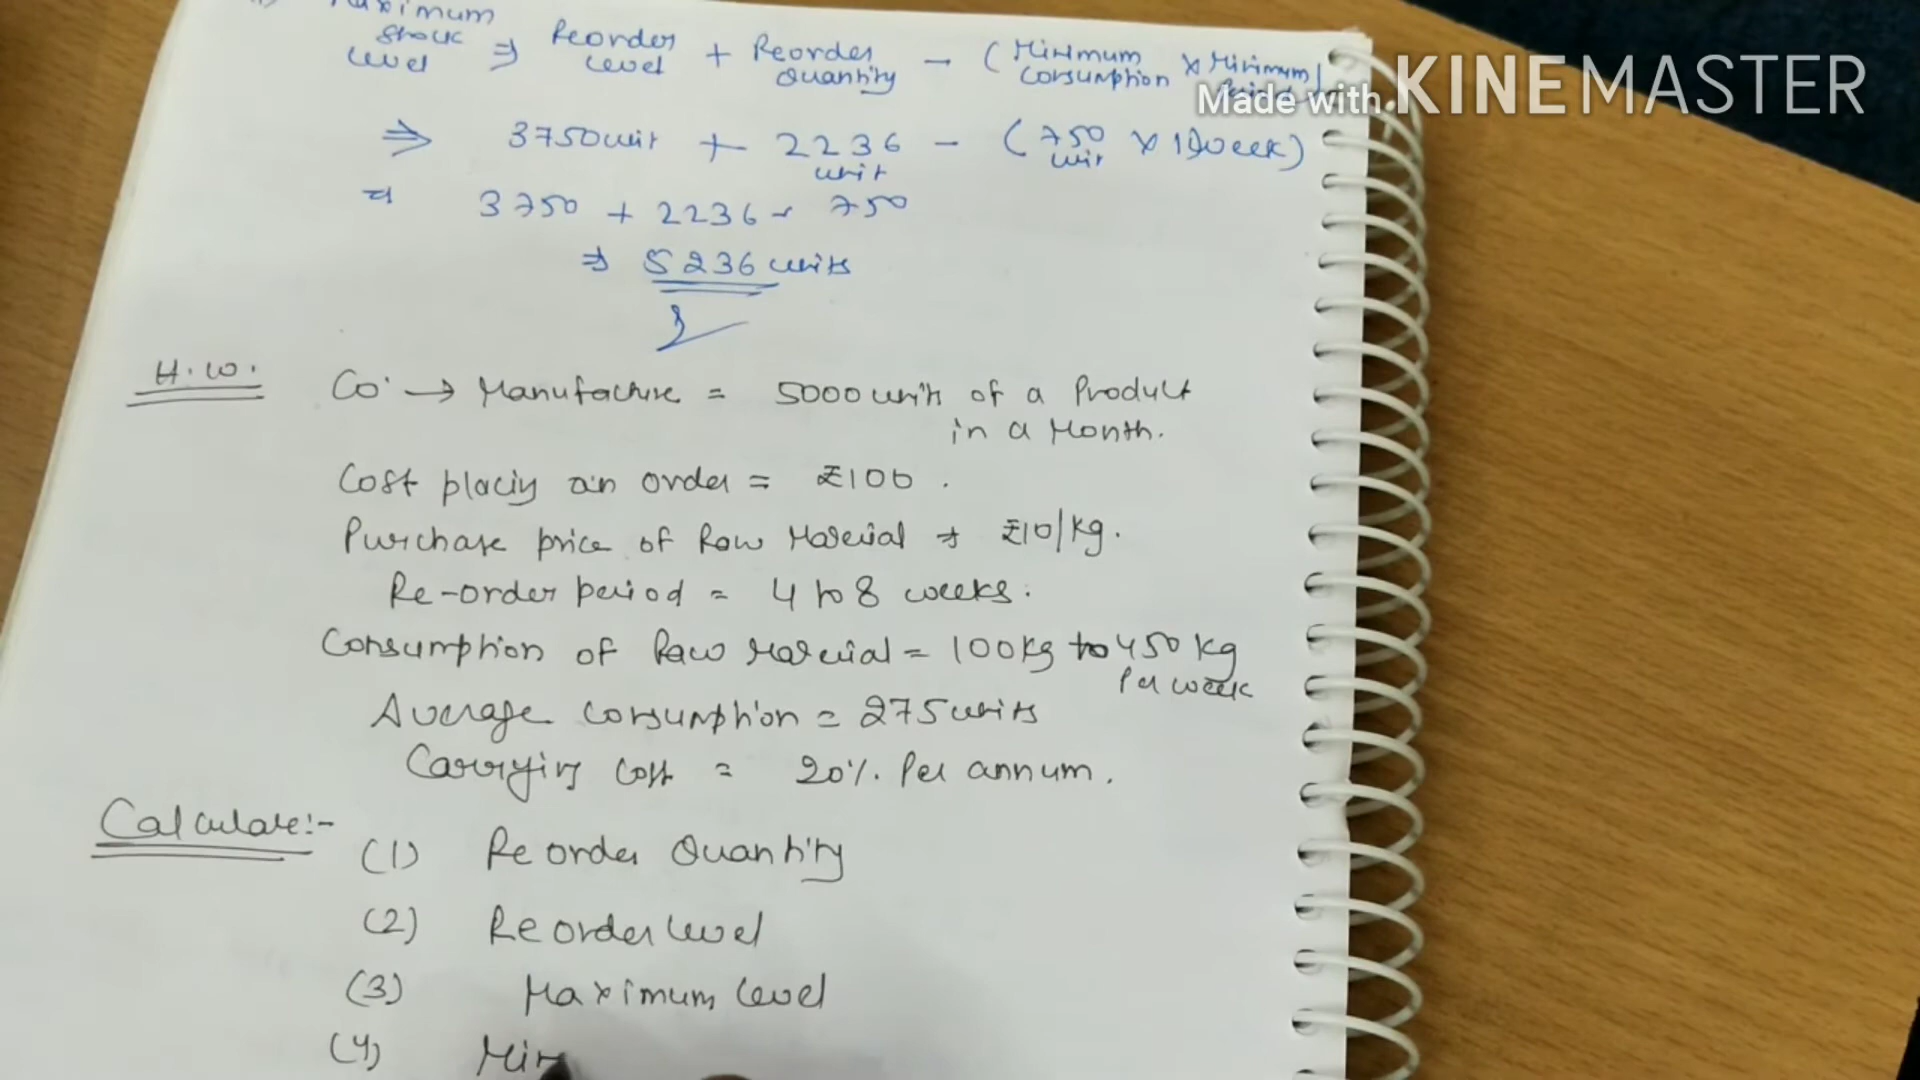 Maximum stock level ⇒ Reorder level + Reorder Quantity - (Minimum Consumption × Minimum
Made with KINEMASTER
⇒ 3750 unit + 2236 unit - (750 unit × 1 week)
⇒ 3750 + 2236 - 750
⇒ 5236 units
H.W. Co. → Manufacture = 5000 units of a Product in a Month.
Cost placing an order = ₹100.
Purchase price of Raw Material → ₹10/kg.
Re-order period = 4 to 8 weeks.
Consumption of Raw Material = 100kg to 450 kg Per week
Average consumption = 275 units
Carrying cost = 20% Per annum.
Calculate:-
(1) Reorder Quantity
(2) Reorder level
(3) Maximum level
(4) Min